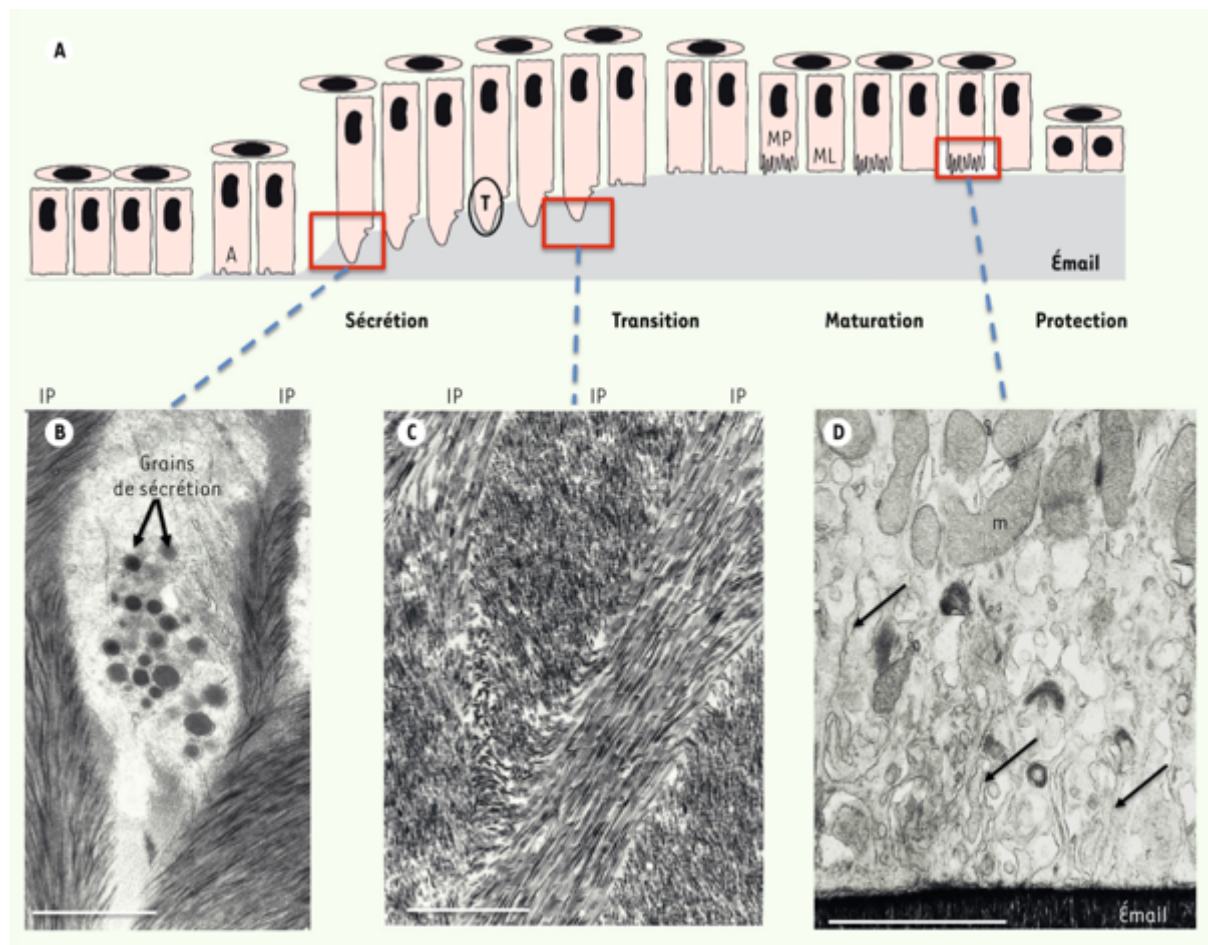 A
MP
ML
T
A
Émail
Sécrétion
Transition
Maturation
Protection
IP
IP
IP
IP
IP
B
C
D
Grains
de sécrétion
m
Émail